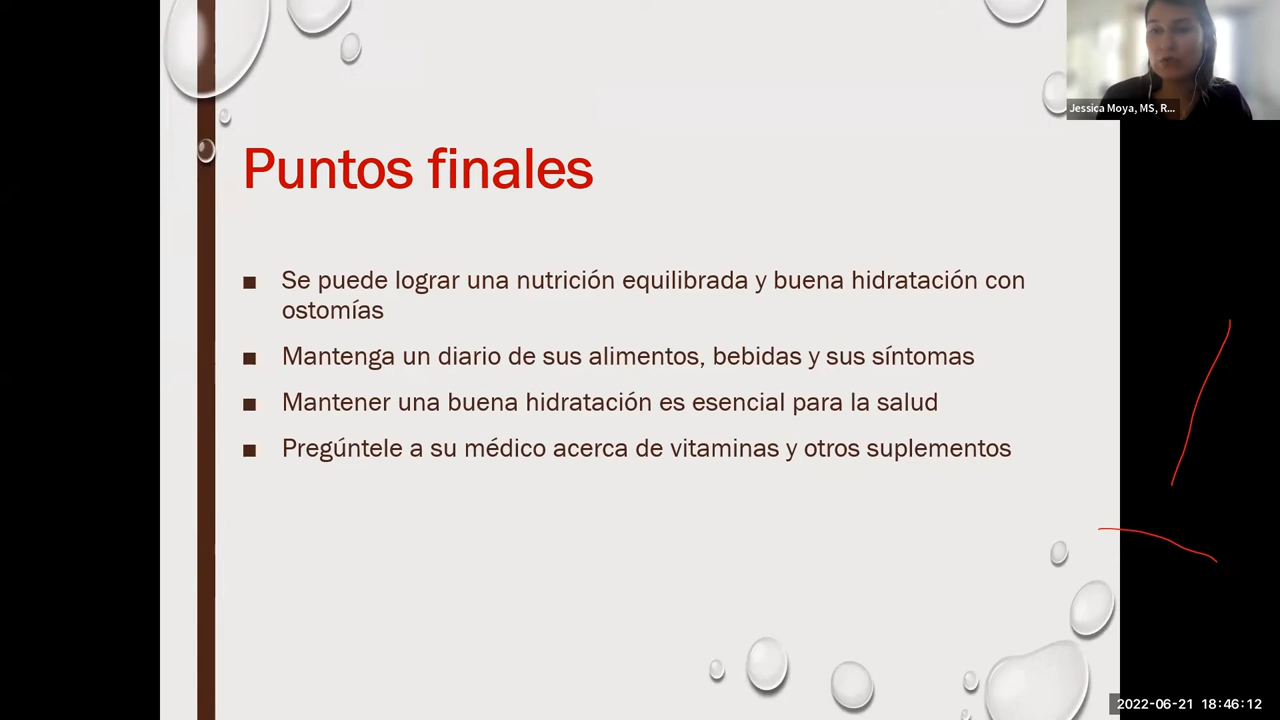 Jessica Moya, MS, R...
Puntos finales
Se puede lograr una nutrición equilibrada y buena hidratación con
ostomías
Mantenga un diario de sus alimentos, bebidas y sus síntomas
Mantener una buena hidratación es esencial para la salud
Pregúntele a su médico acerca de vitaminas y otros suplementos
2022-06-21 18:46:12